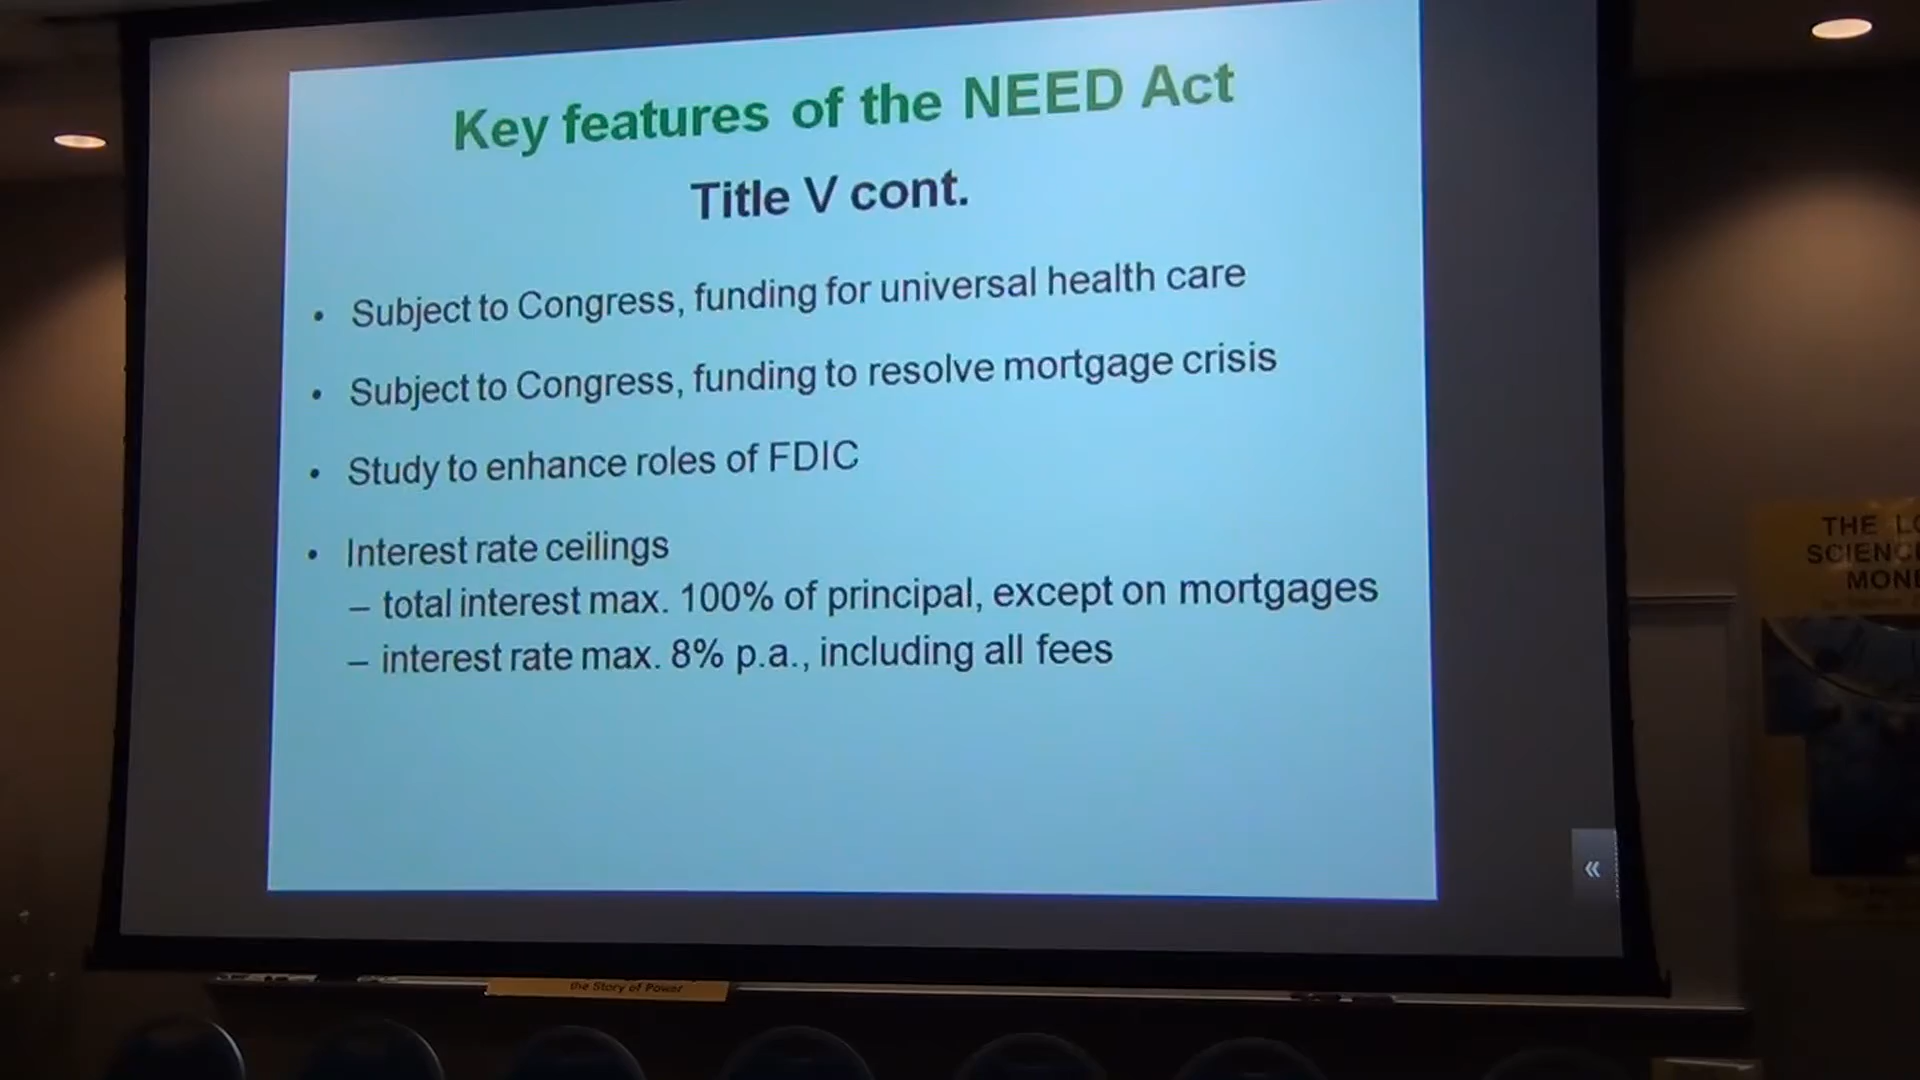 Key features of the NEED Act
Title V cont.
• Subject to Congress, funding for universal health care
• Subject to Congress, funding to resolve mortgage crisis
• Study to enhance roles of FDIC
• Interest rate ceilings
– total interest max. 100% of principal, except on mortgages
– interest rate max. 8% p.a., including all fees
THE
SCIENC
MON
«
the Story of Power